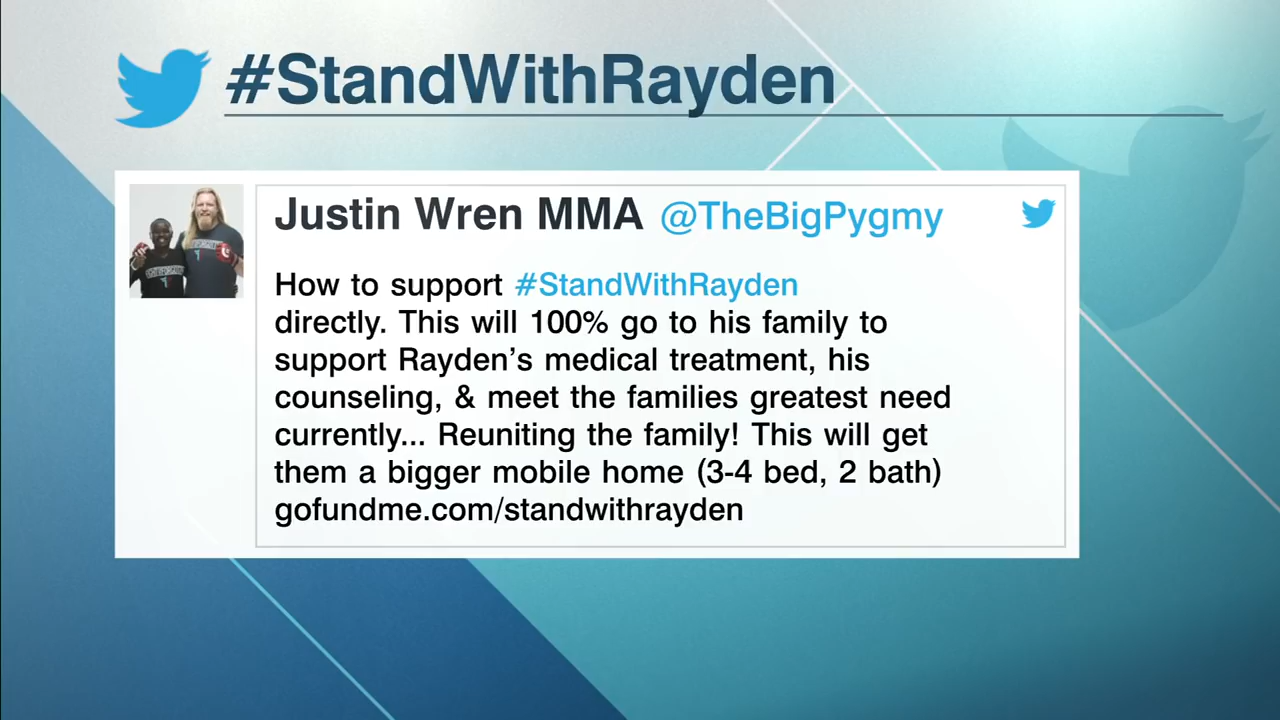 #StandWithRayden
Justin Wren MMA @TheBigPygmy
How to support #StandWithRayden
directly. This will 100% go to his family to
support Rayden’s medical treatment, his
counseling, & meet the families greatest need
currently... Reuniting the family! This will get
them a bigger mobile home (3-4 bed, 2 bath)
gofundme.com/standwithrayden